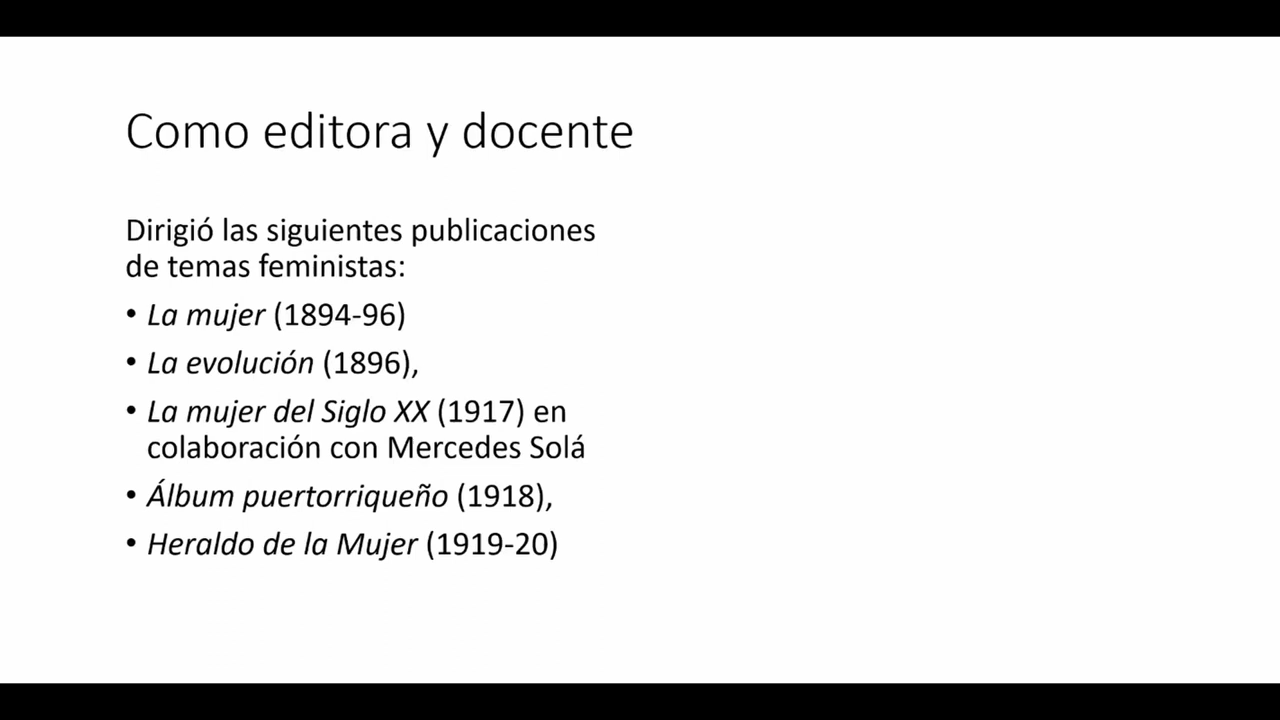 Como editora y docente
Dirigió las siguientes publicaciones
de temas feministas:
• La mujer (1894-96)
• La evolución (1896),
• La mujer del Siglo XX (1917) en
colaboración con Mercedes Solá
• Álbum puertorriqueño (1918),
• Heraldo de la Mujer (1919-20)